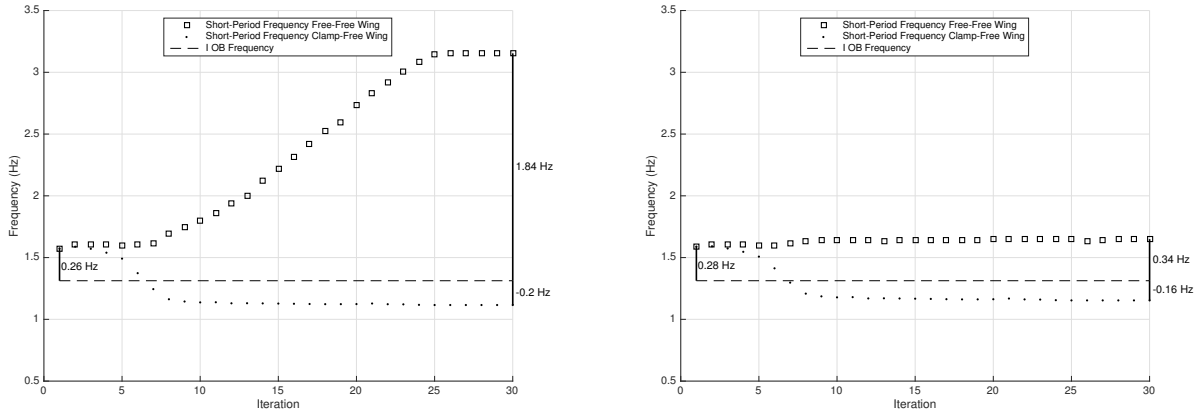 Short-Period Frequency Free-Free Wing
Short-Period Frequency Clamp-Free Wing
I OB Frequency
Frequency (Hz)
3.5
3
2.5
2
1.5
1
0.5
0.26 Hz
1.84 Hz
-0.2 Hz
0
5
10
15
20
25
30
Iteration
Short-Period Frequency Free-Free Wing
Short-Period Frequency Clamp-Free Wing
I OB Frequency
Frequency (Hz)
3.5
3
2.5
2
1.5
1
0.5
0.28 Hz
0.34 Hz
-0.16 Hz
0
5
10
15
20
25
30
Iteration